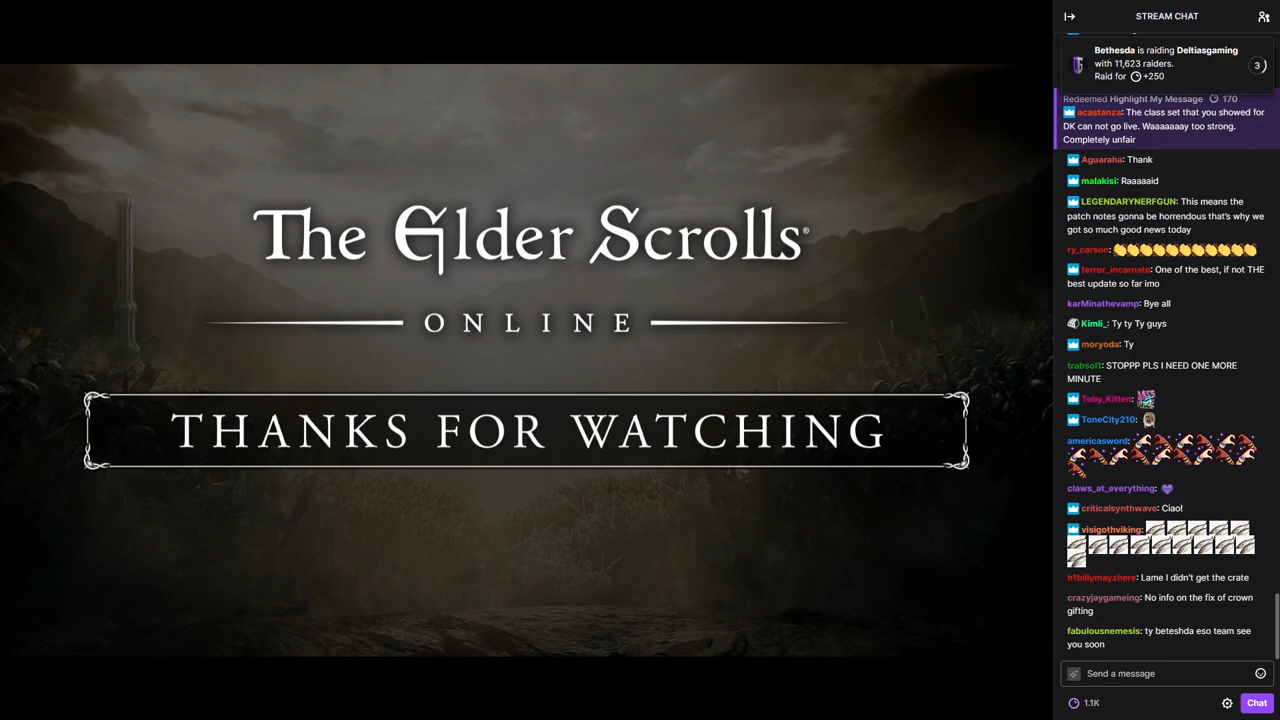 STREAM CHAT
Bethesda is raiding Deltiasgaming
with 11,623 raiders.
Raid for +250
3
Redeemed Highlight My Message 170
acastanza: The class set that you showed for
DK can not go live. Waaaaaaay too strong.
Completely unfair
Aguaraha: Thank
malakisi: Raaaaaid
LEGENDARYNERFGUN: This means the
patch notes gonna be horrendous that's why we
got so much good news today
ry_carson:
terror_incarnate: One of the best, if not THE
best update so far imo
karMinathevamp: Bye all
Kimli_: Ty ty Ty guys
moryoda: Ty
trabsol1: STOPPP PLS I NEED ONE MORE
MINUTE
Toby_Kitten:
ToneCity210:
americasword:
claws_at_everything:
criticalsynthwave: Ciao!
visigothviking:
h1billymayzhere: Lame I didn't get the crate
crazyjaygameing: No info on the fix of crown
gifting
fabulousnemesis: ty beteshda eso team see
you soon
Send a message
1.1K
Chat
The Elder Scrolls®
ONLINE
THANKS FOR WATCHING